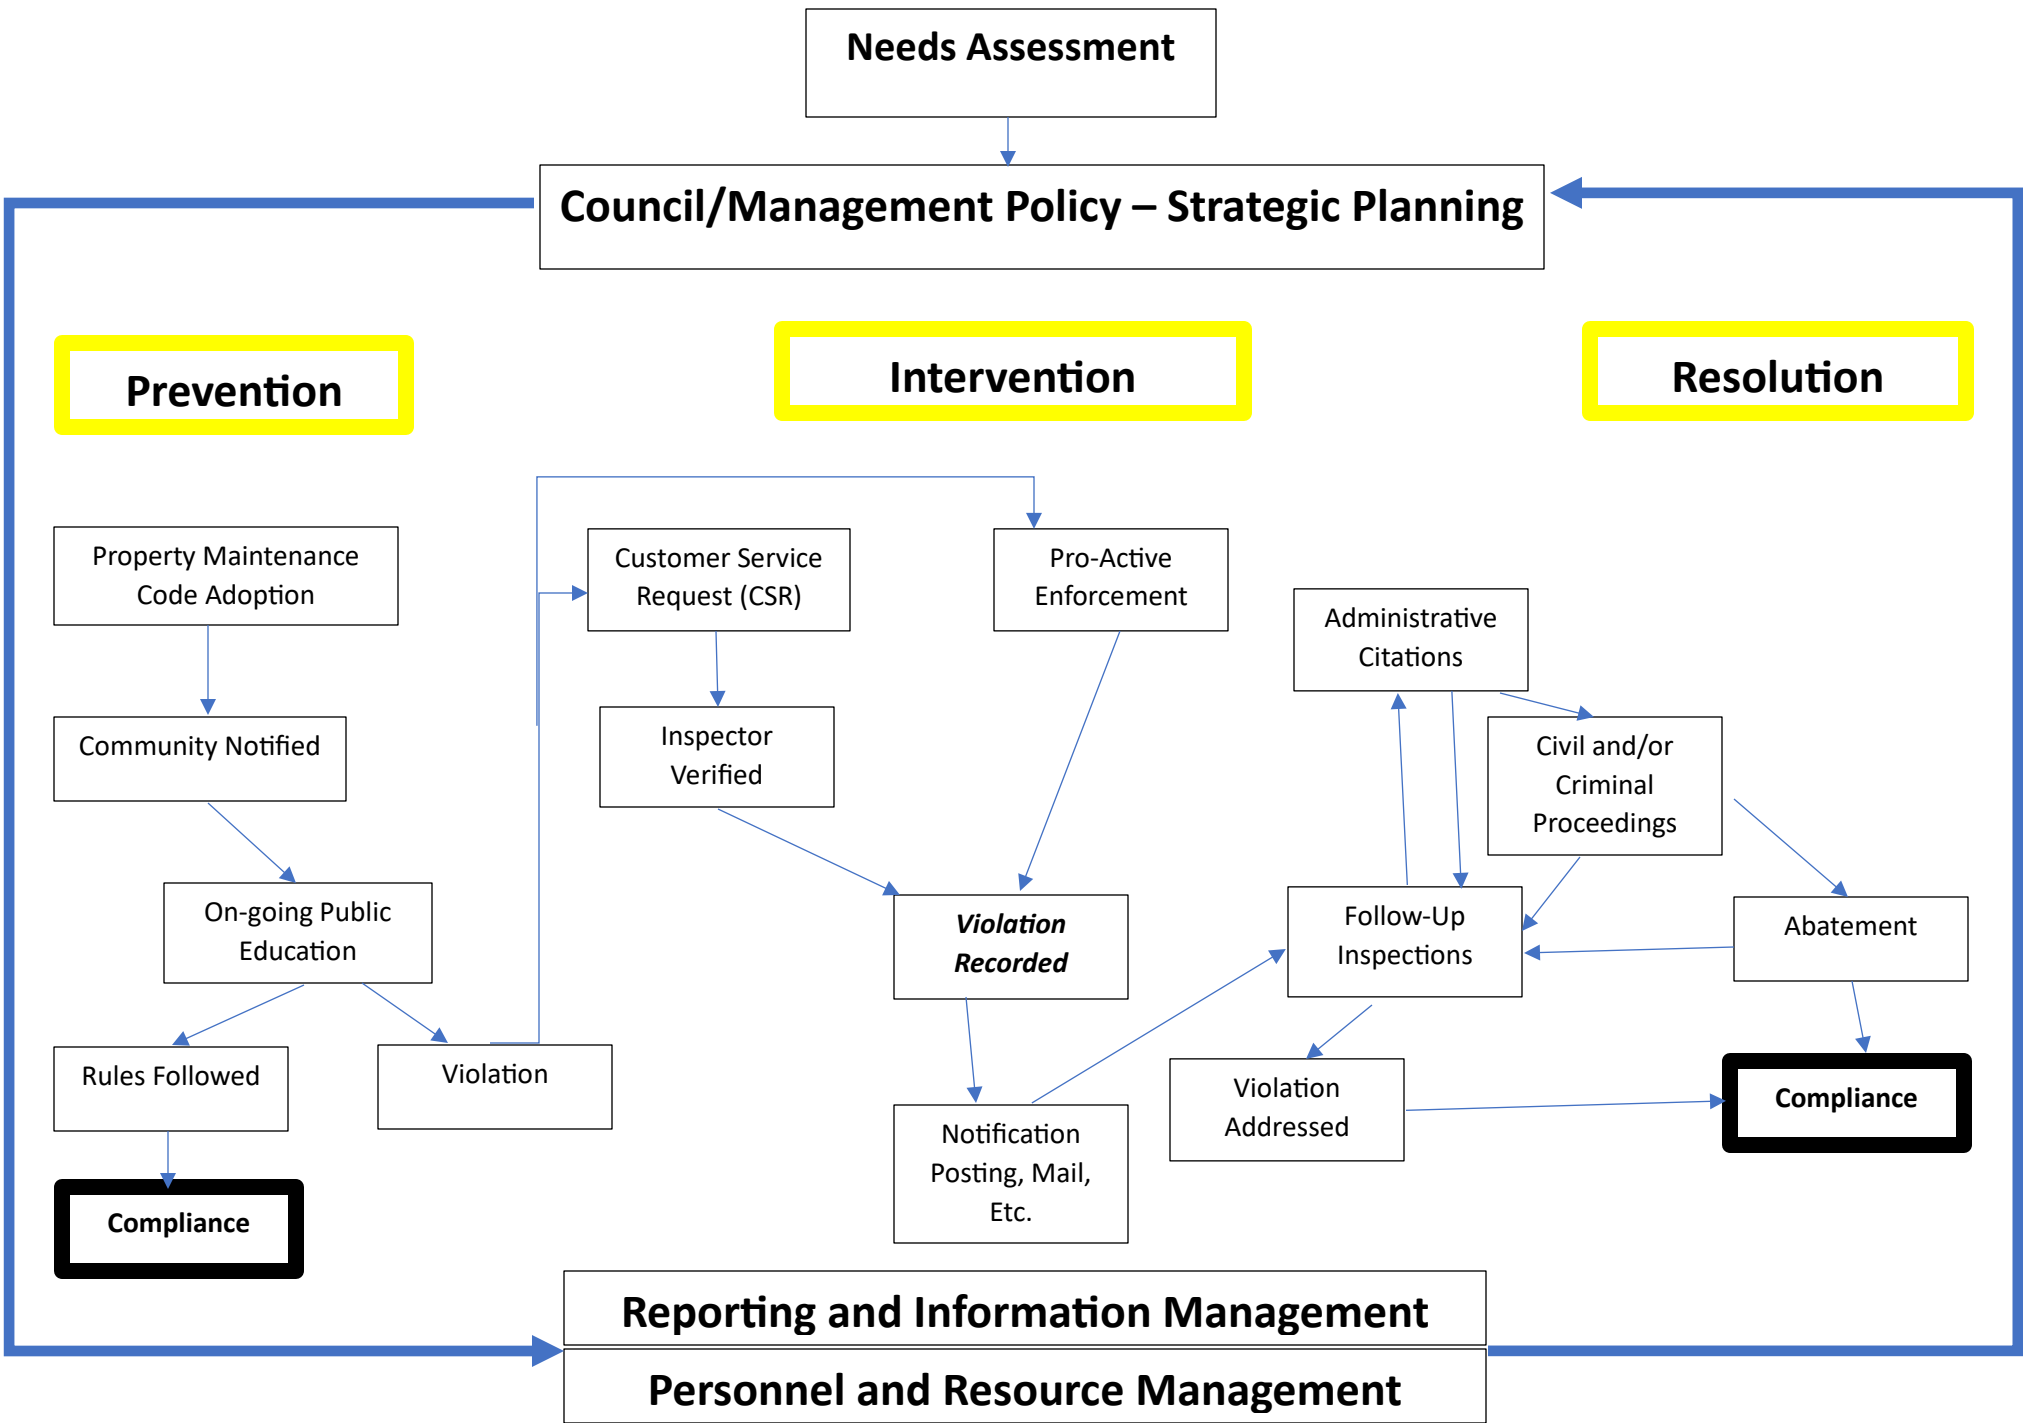 Needs Assessment
Council/Management Policy – Strategic Planning
Prevention
Intervention
Resolution
Property Maintenance
Code Adoption
Community Notified
On-going Public
Education
Rules Followed
Violation
Compliance
Customer Service
Request (CSR)
Pro-Active
Enforcement
Inspector
Verified
Violation
Recorded
Notification
Posting, Mail,
Etc.
Administrative
Citations
Civil and/or
Criminal
Proceedings
Follow-Up
Inspections
Abatement
Violation
Addressed
Compliance
Reporting and Information Management
Personnel and Resource Management